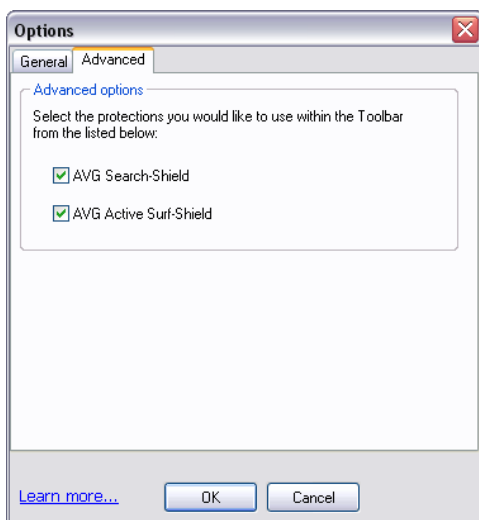 Options
General
Advanced
Advanced options
Select the protections you would like to use within the Toolbar
from the listed below:
AVG Search-Shield
AVG Active Surf-Shield
Learn more...
OK
Cancel